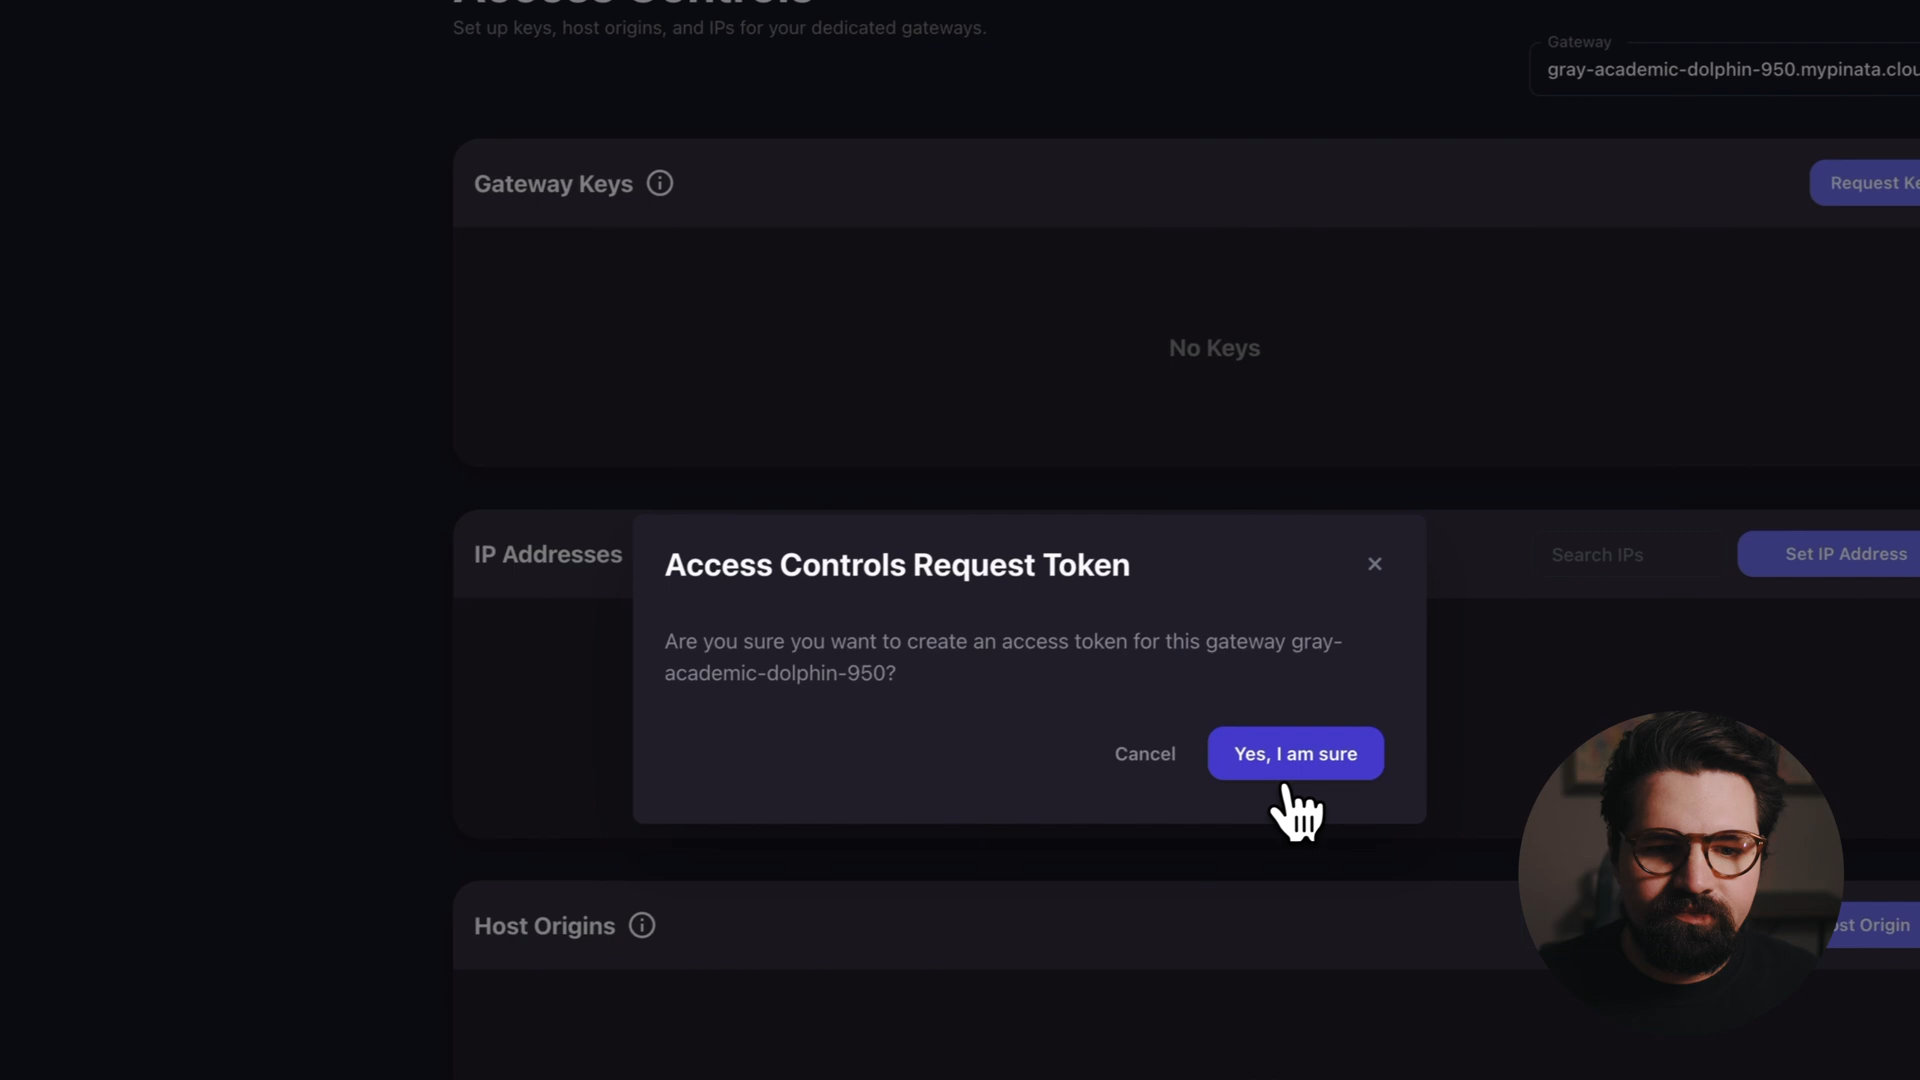 Access Controls
Set up keys, host origins, and IPs for your dedicated gateways.
Gateway
gray-academic-dolphin-950.mypinata.clou
Gateway Keys
Request Ke
No Keys
IP Addresses
Search IPs
Set IP Address
Access Controls Request Token
Are you sure you want to create an access token for this gateway gray-
academic-dolphin-950?
Cancel
Yes, I am sure
Host Origins
st Origin